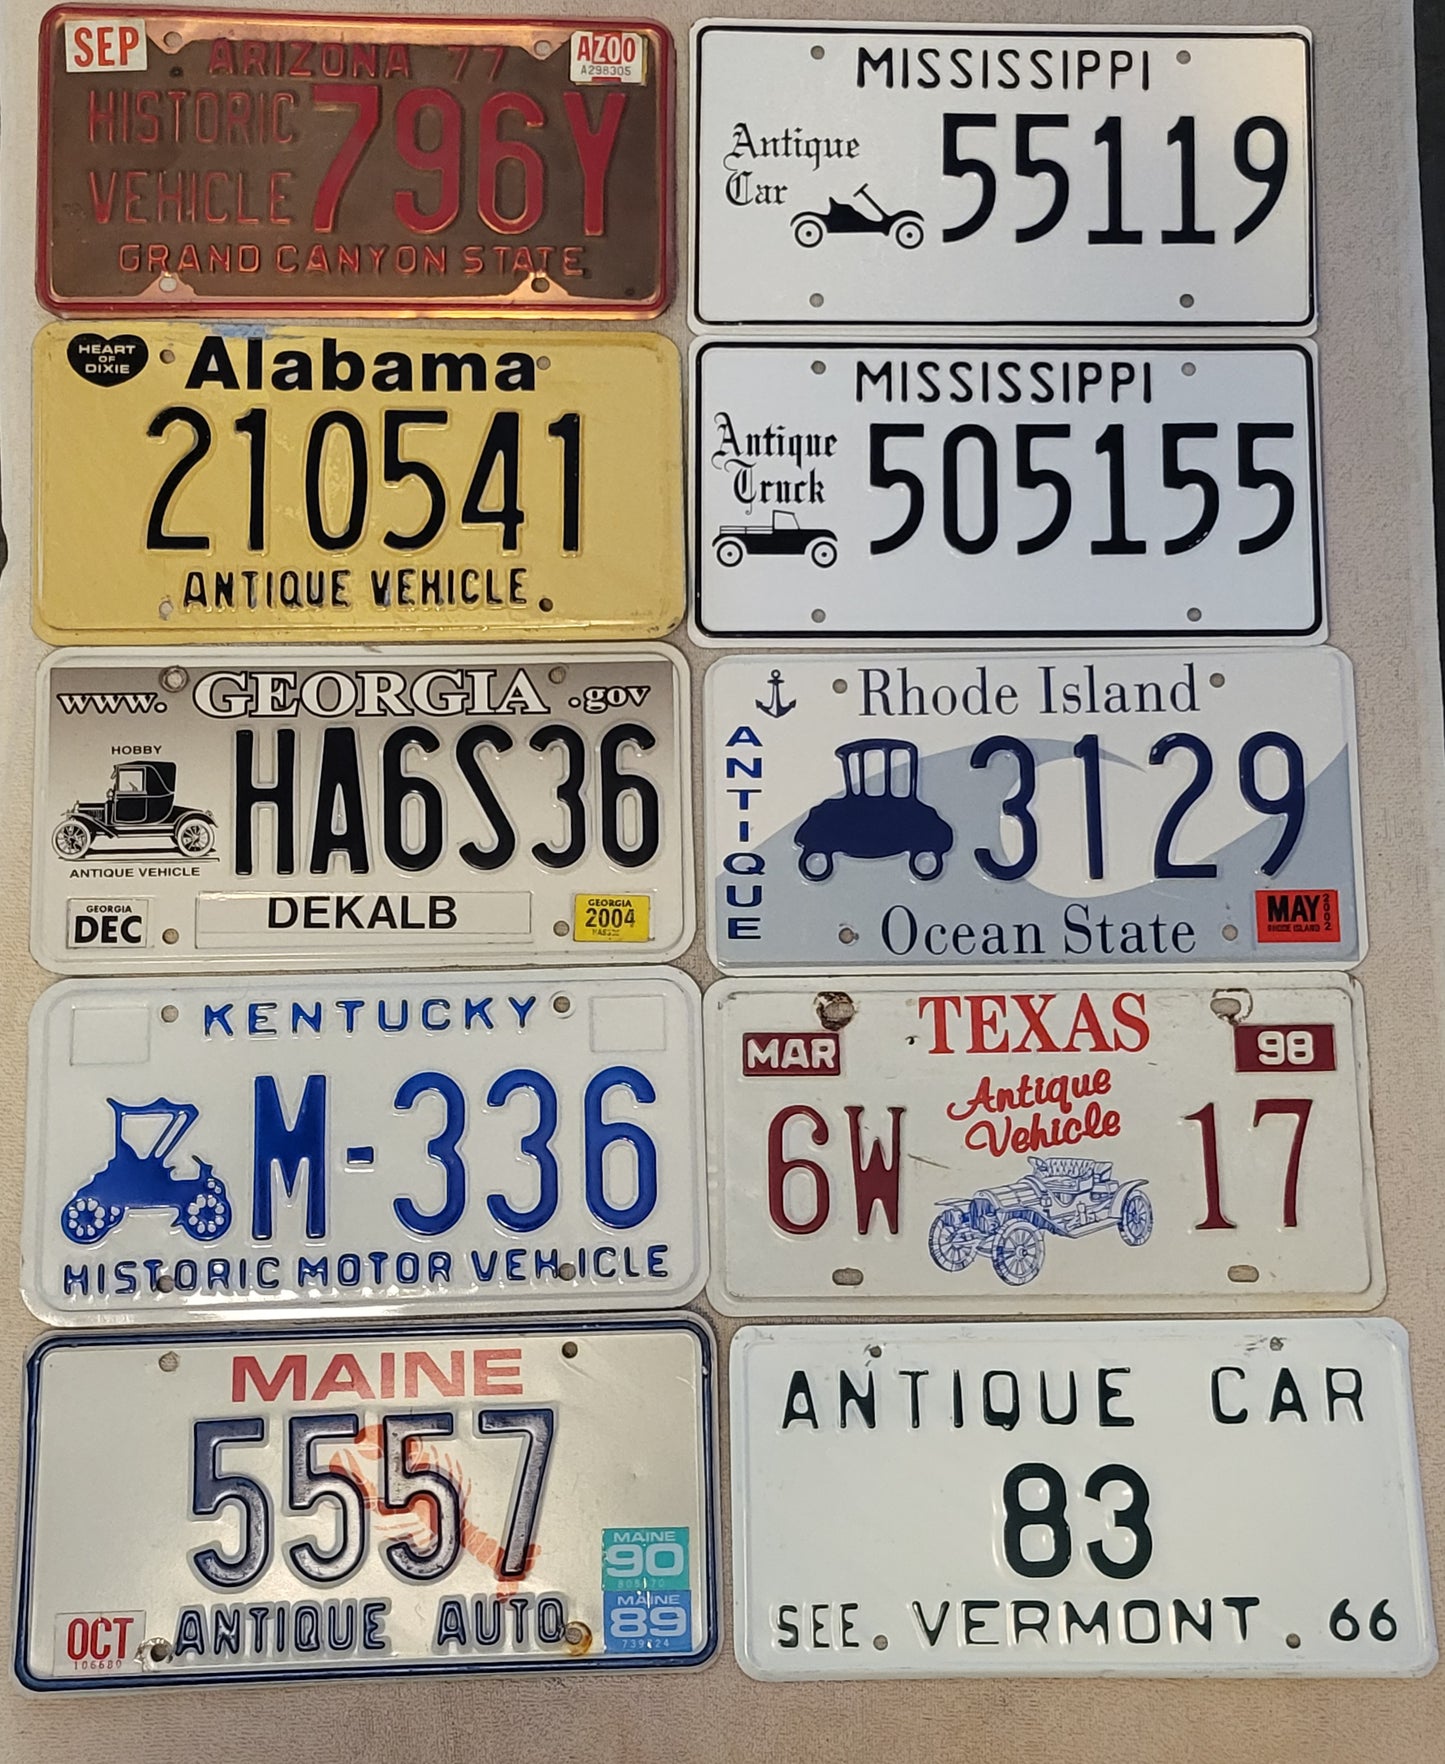 SEP
ARIZONA 77
AZ00
A298305
HISTORIC
VEHICLE
796Y
GRAND CANYON STATE
MISSISSIPPI
Antique
Car
55119
HEART
OF
DIXIE
Alabama
210541
ANTIQUE VEHICLE
MISSISSIPPI
Antique
Truck
505155
www.GEORGIA.gov
HOBBY
ANTIQUE VEHICLE
HA6S36
GEORGIA
DEC
DEKALB
GEORGIA
2004
Rhode Island
ANTIQUE
3129
Ocean State
MAY
2002
RHODE ISLAND
KENTUCKY
M-336
HISTORIC MOTOR VEHICLE
MAR
TEXAS
98
Antique
Vehicle
6W 17
MAINE
5557
MAINE
90
MAINE
89
OCT
106680
ANTIQUE AUTO
ANTIQUE CAR
83
SEE VERMONT 66